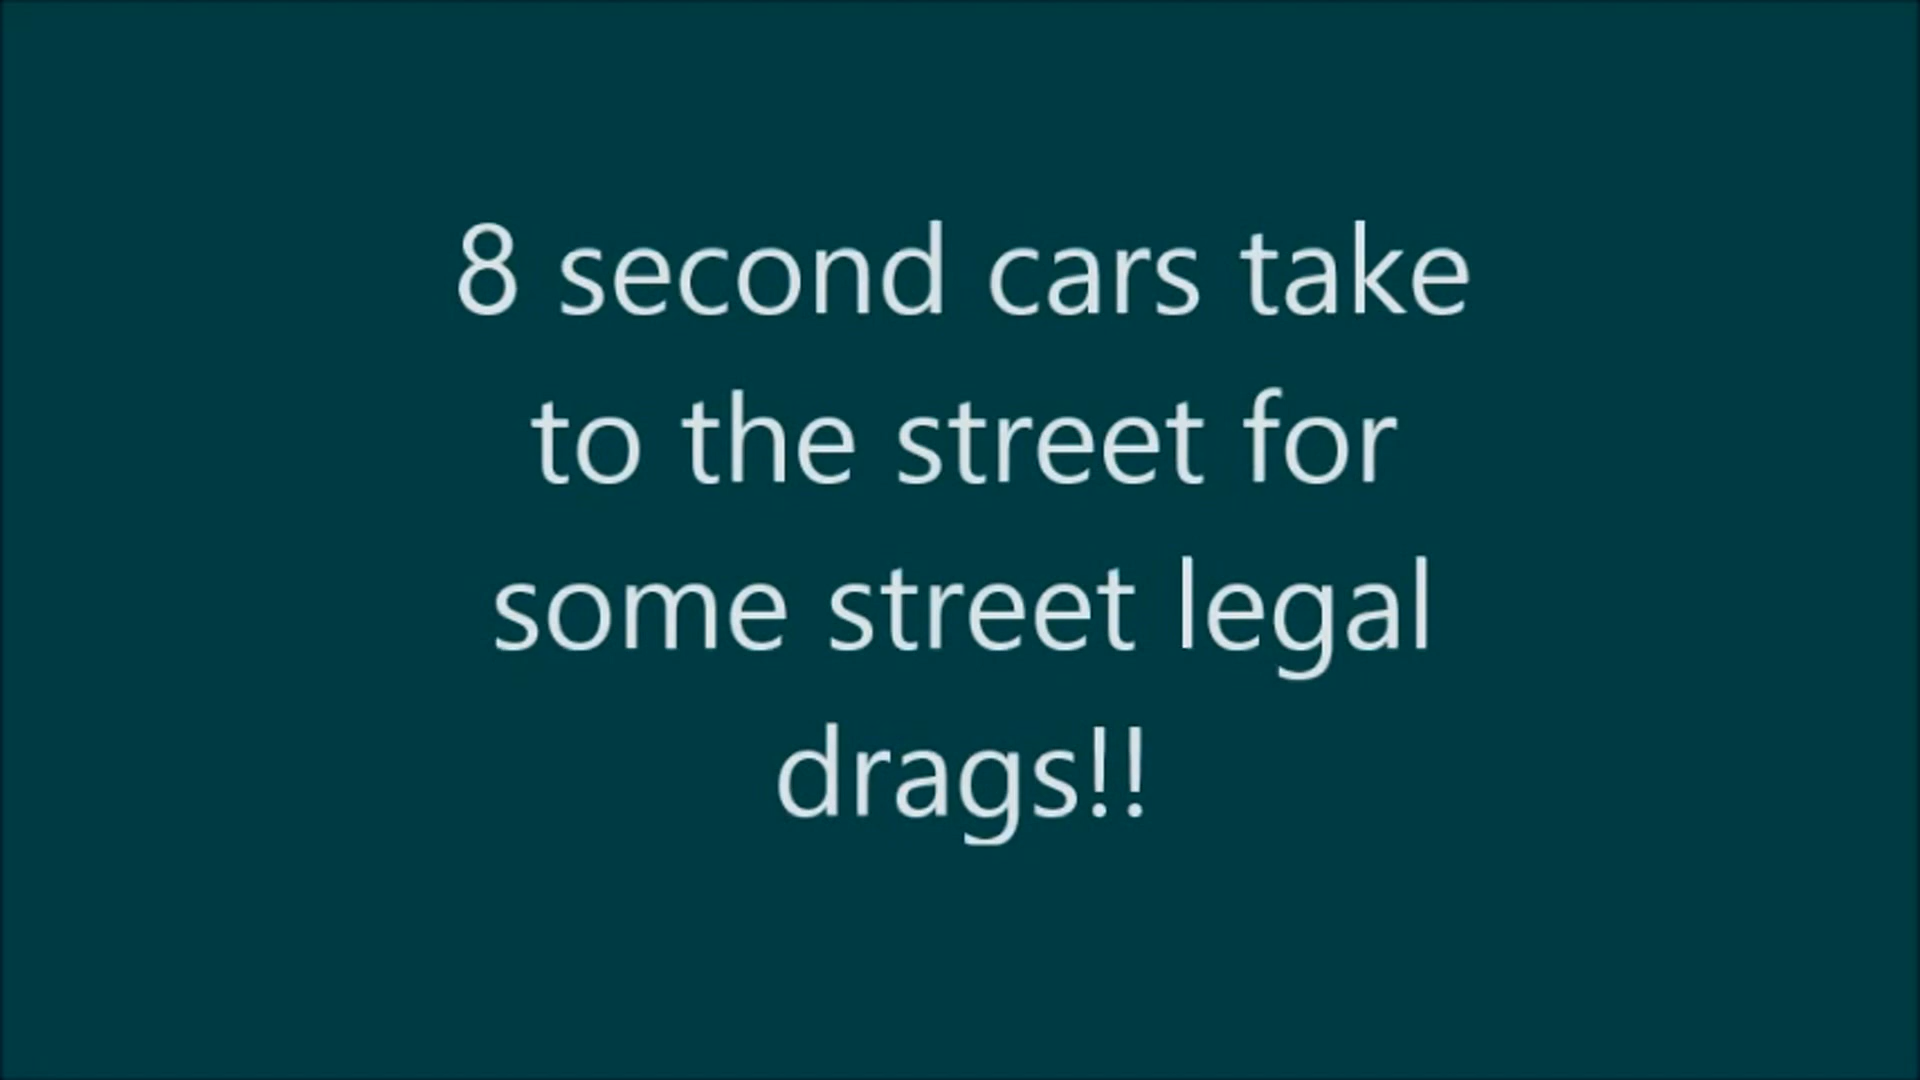 8 second cars take
to the street for
some street legal
drags!!